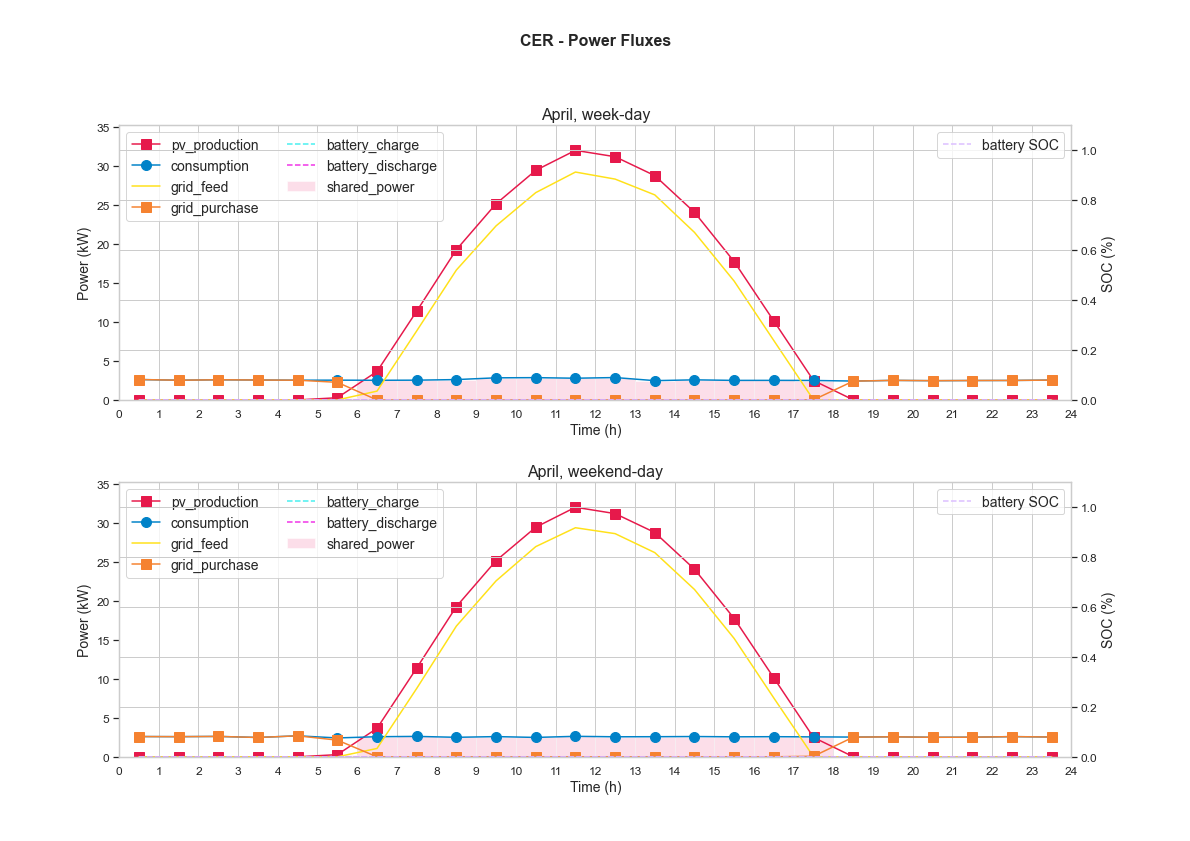 CER - Power Fluxes
April, week-day
pv_production
consumption
grid_feed
grid_purchase
battery_charge
battery_discharge
shared_power
battery SOC
Power (kW)
35
30
25
20
15
10
5
0
SOC (%)
1.0
0.8
0.6
0.4
0.2
0.0
0 1 2 3 4 5 6 7 8 9 10 11 12 13 14 15 16 17 18 19 20 21 22 23 24
Time (h)
April, weekend-day
pv_production
consumption
grid_feed
grid_purchase
battery_charge
battery_discharge
shared_power
battery SOC
Power (kW)
35
30
25
20
15
10
5
0
SOC (%)
1.0
0.8
0.6
0.4
0.2
0.0
0 1 2 3 4 5 6 7 8 9 10 11 12 13 14 15 16 17 18 19 20 21 22 23 24
Time (h)